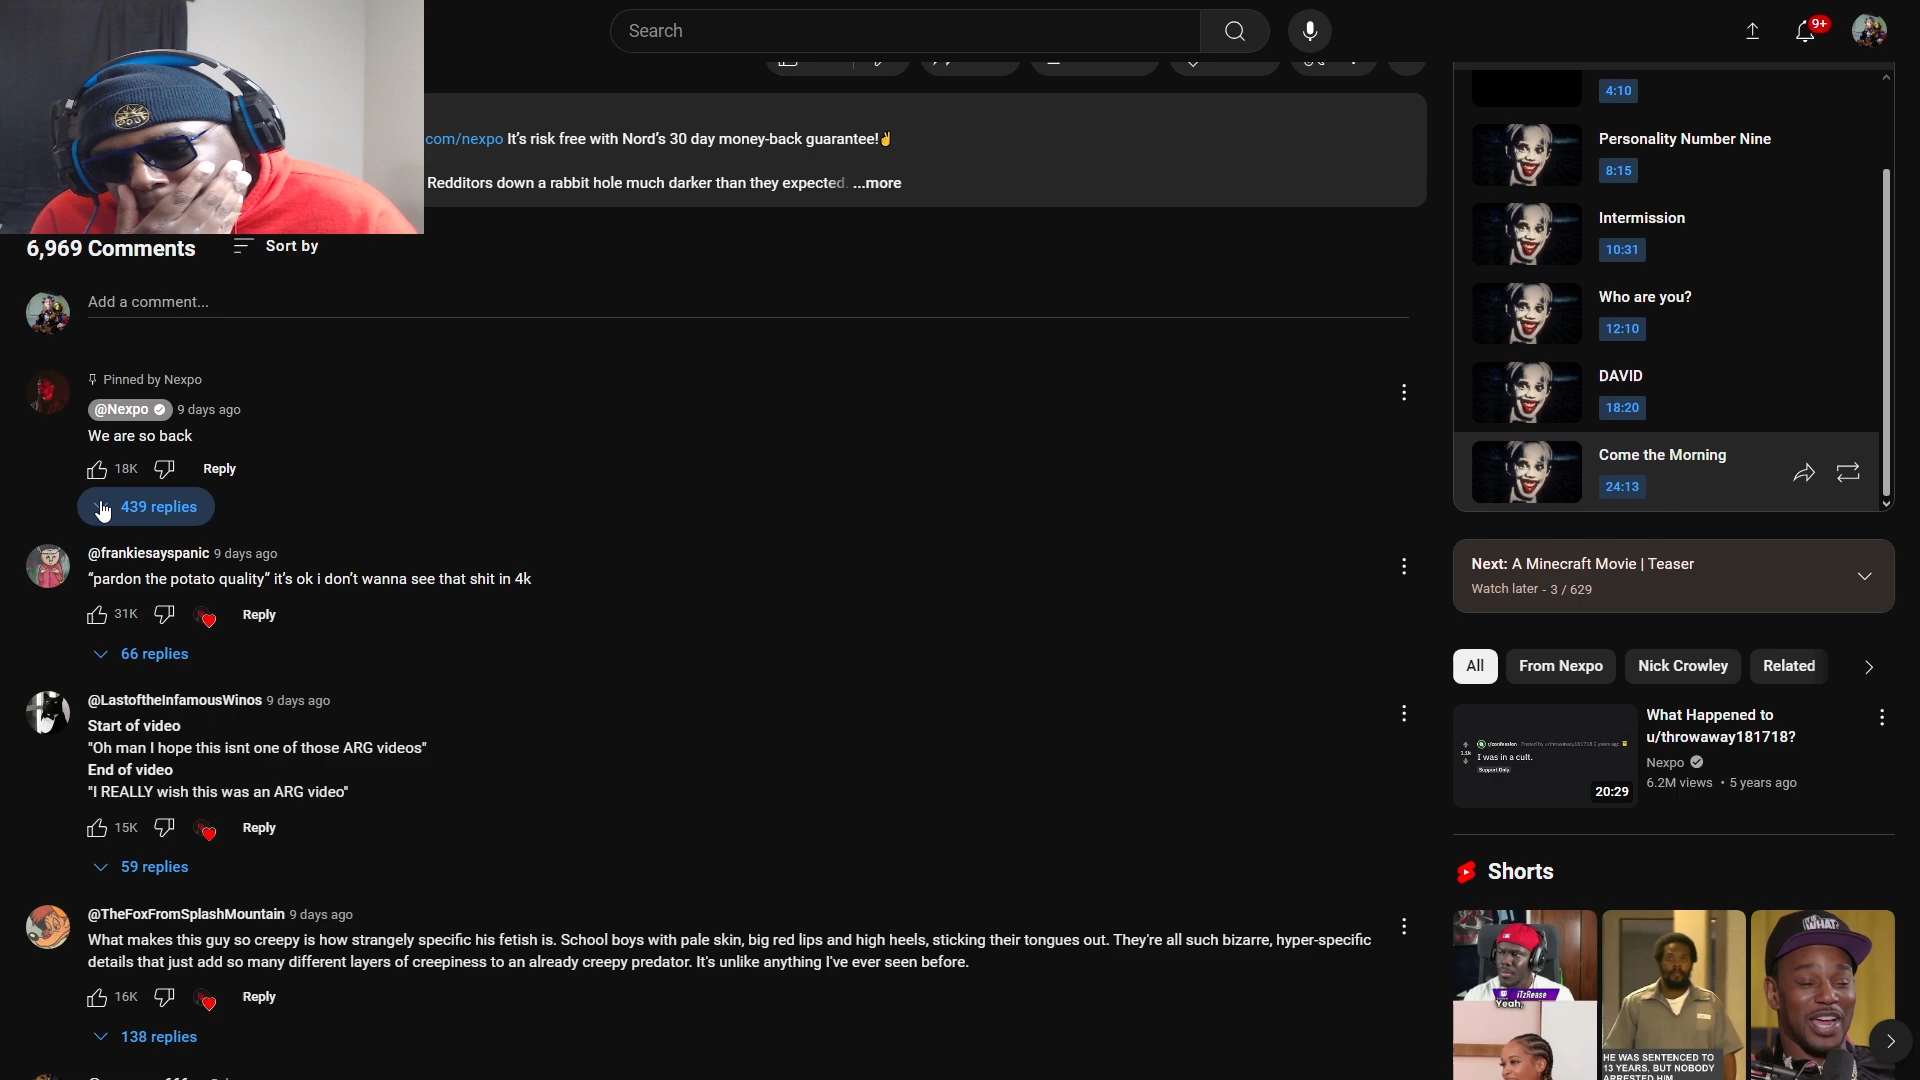 Search
9+
com/nexpo It's risk free with Nord's 30 day money-back guarantee!✌
Redditors down a rabbit hole much darker than they expected. ...more
6,969 Comments
Sort by
Add a comment...
Pinned by Nexpo
@Nexpo 9 days ago
We are so back
18K Reply
439 replies
@frankiesayspanic 9 days ago
“pardon the potato quality” it’s ok i don’t wanna see that shit in 4k
31K Reply
66 replies
@LastoftheInfamousWinos 9 days ago
Start of video
"Oh man I hope this isnt one of those ARG videos"
End of video
"I REALLY wish this was an ARG video"
15K Reply
59 replies
@TheFoxFromSplashMountain 9 days ago
What makes this guy so creepy is how strangely specific his fetish is. School boys with pale skin, big red lips and high heels, sticking their tongues out. They're all such bizarre, hyper-specific
details that just add so many different layers of creepiness to an already creepy predator. It's unlike anything I've ever seen before.
16K Reply
138 replies
4:10
Personality Number Nine
8:15
Intermission
10:31
Who are you?
12:10
DAVID
18:20
Come the Morning
24:13
Next: A Minecraft Movie | Teaser
Watch later - 3 / 629
All From Nexpo Nick Crowley Related
What Happened to
u/throwaway181718?
Nexpo
6.2M views • 5 years ago
r/confession
I was in a cult.
Support Only
20:29
Shorts
iTzRease
Yeah,
HE WAS SENTENCED TO
13 YEARS, BUT NOBODY
ARRESTED HIM
WHAT?